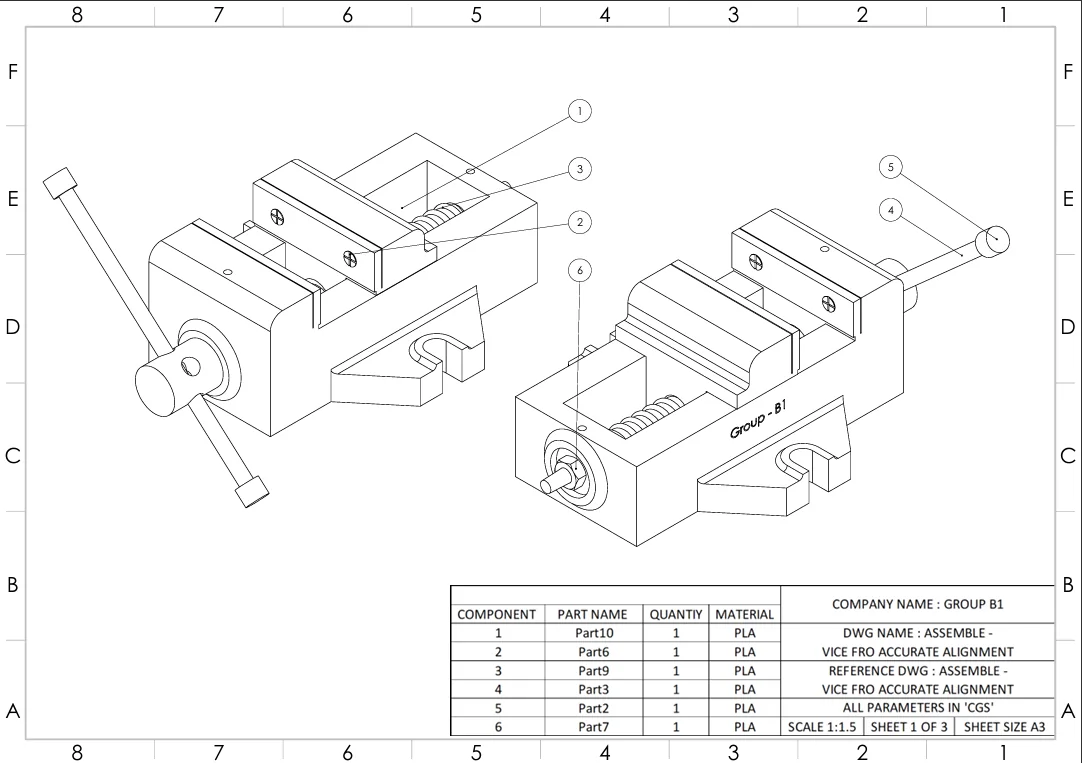 8 7 6 5 4 3 2 1
F F
1
3
5
E E
4
2
6
D D
Group - B1
C C
B B
COMPANY NAME : GROUP B1
COMPONENT PART NAME QUANTIY MATERIAL
1 Part10 1 PLA DWG NAME : ASSEMBLE -
2 Part6 1 PLA VICE FRO ACCURATE ALIGNMENT
3 Part9 1 PLA REFERENCE DWG : ASSEMBLE -
4 Part3 1 PLA VICE FRO ACCURATE ALIGNMENT
A A
5 Part2 1 PLA ALL PARAMETERS IN 'CGS'
6 Part7 1 PLA SCALE 1:1.5 SHEET 1 OF 3 SHEET SIZE A3
8 7 6 5 4 3 2 1